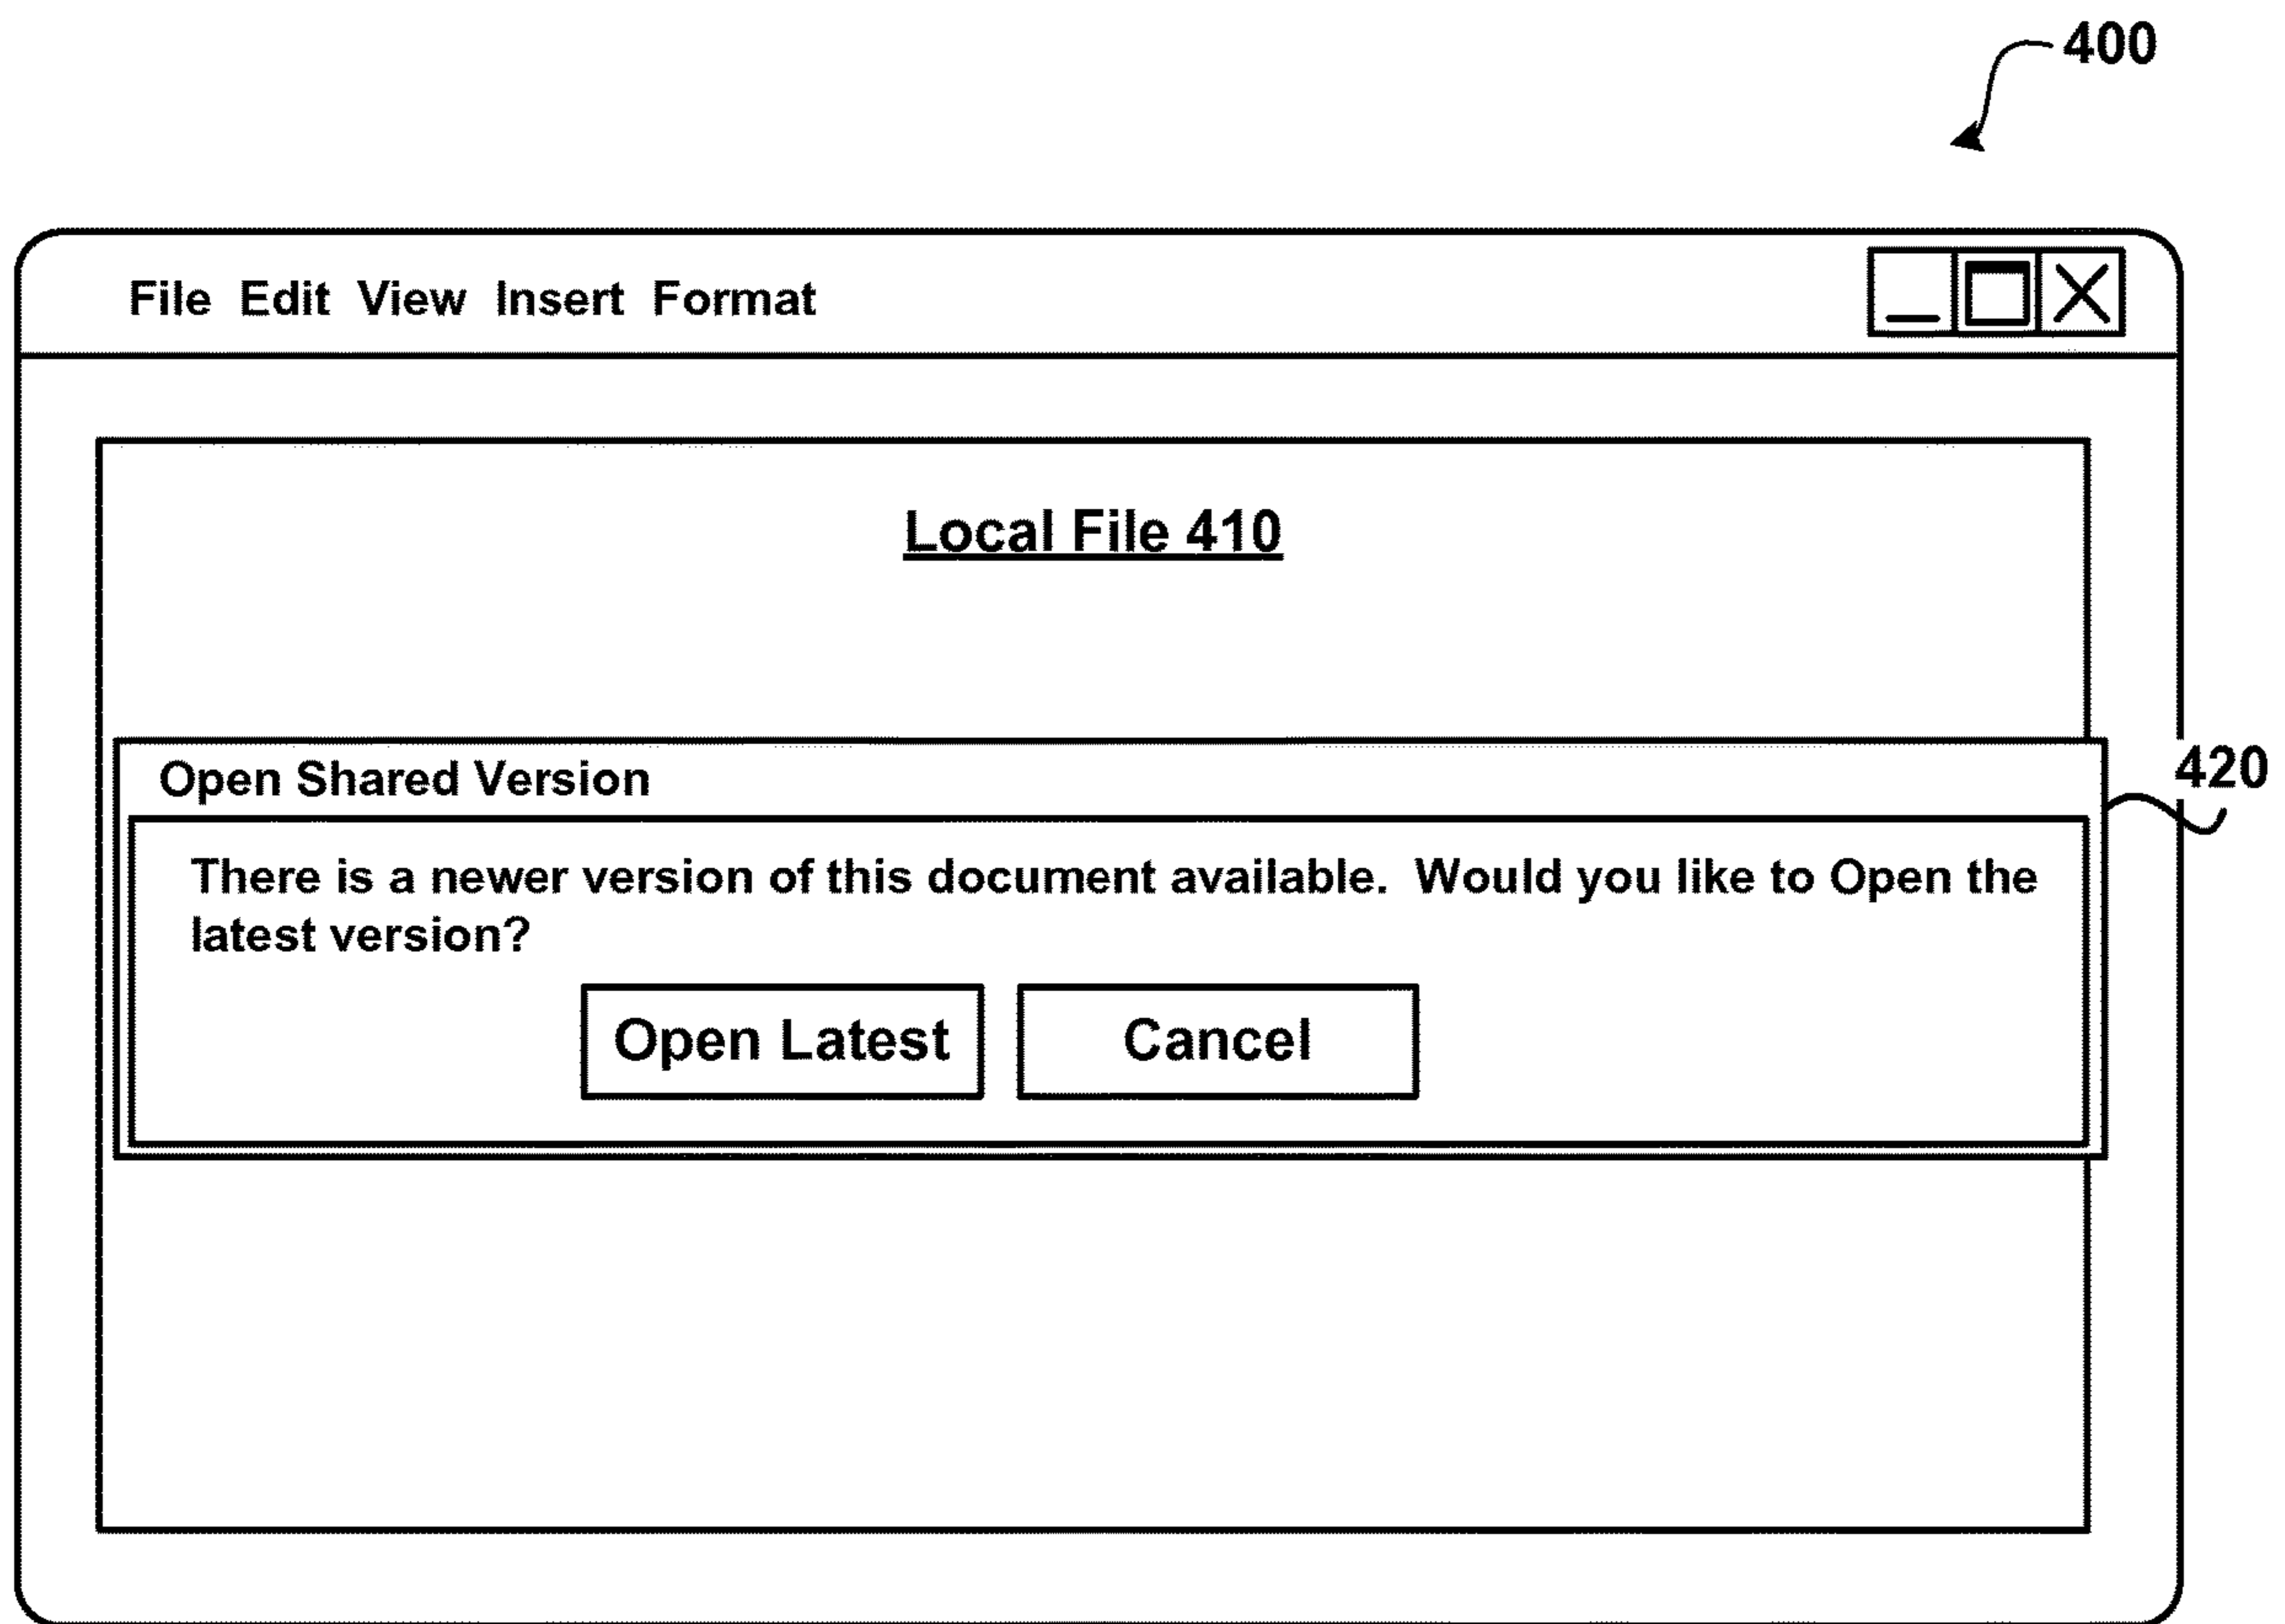 400
File Edit View Insert Format
Local File 410
Open Shared Version
420
There is a newer version of this document available. Would you like to Open the
latest version?
Open Latest Cancel